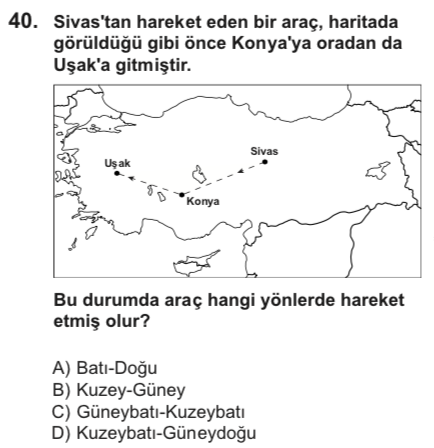 40. Sivas'tan hareket eden bir araç, haritada
görüldüğü gibi önce Konya'ya oradan da
Uşak'a gitmiştir.
Sivas
Uşak
Konya
Bu durumda araç hangi yönlerde hareket
etmiş olur?
A) Batı-Doğu
B) Kuzey-Güney
C) Güneybatı-Kuzeybatı
D) Kuzeybatı-Güneydoğu